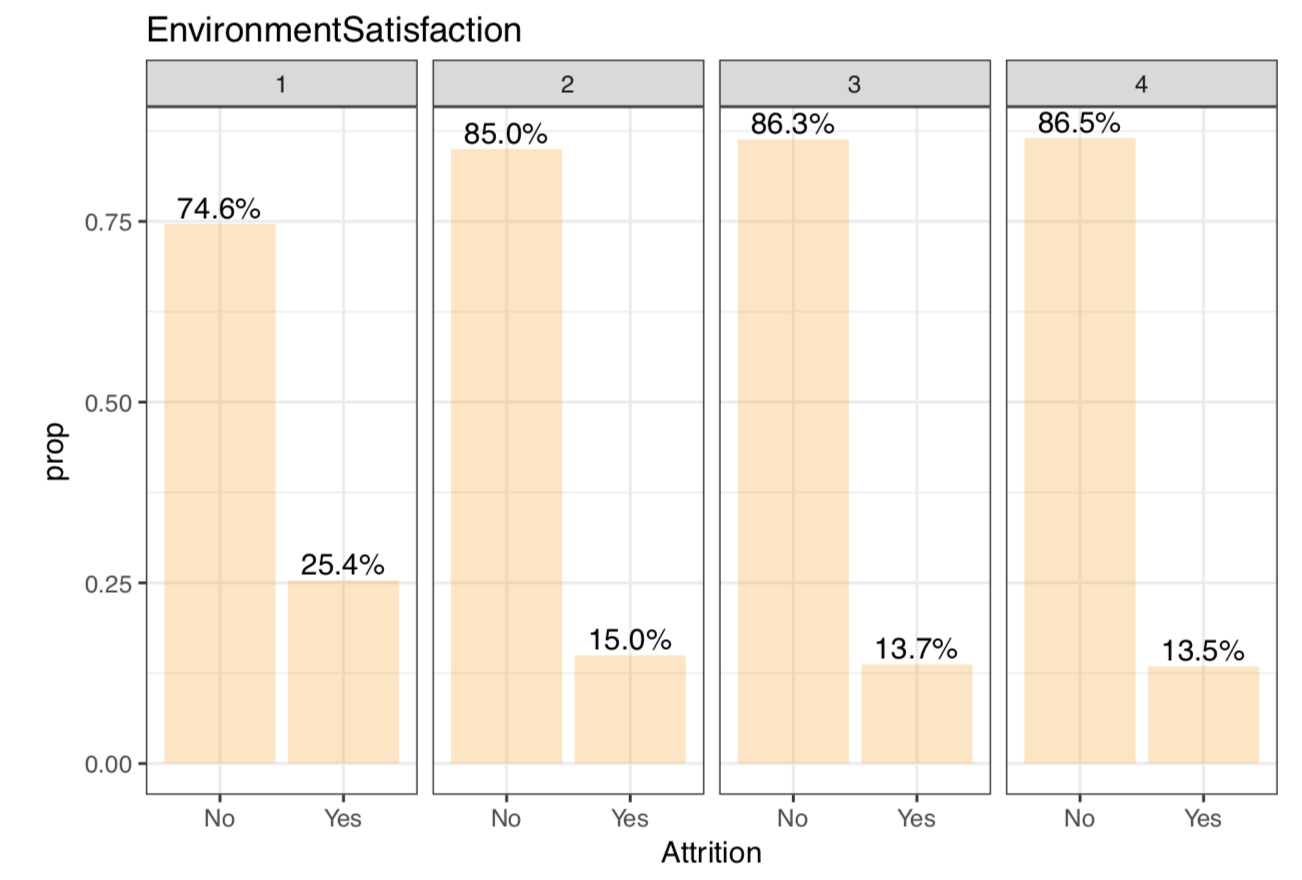 EnvironmentSatisfaction
1 2 3 4
74.6% 85.0% 86.3% 86.5%
25.4% 15.0% 13.7% 13.5%
prop
0.75
0.50
0.25
0.00
No Yes No Yes No Yes No Yes
Attrition